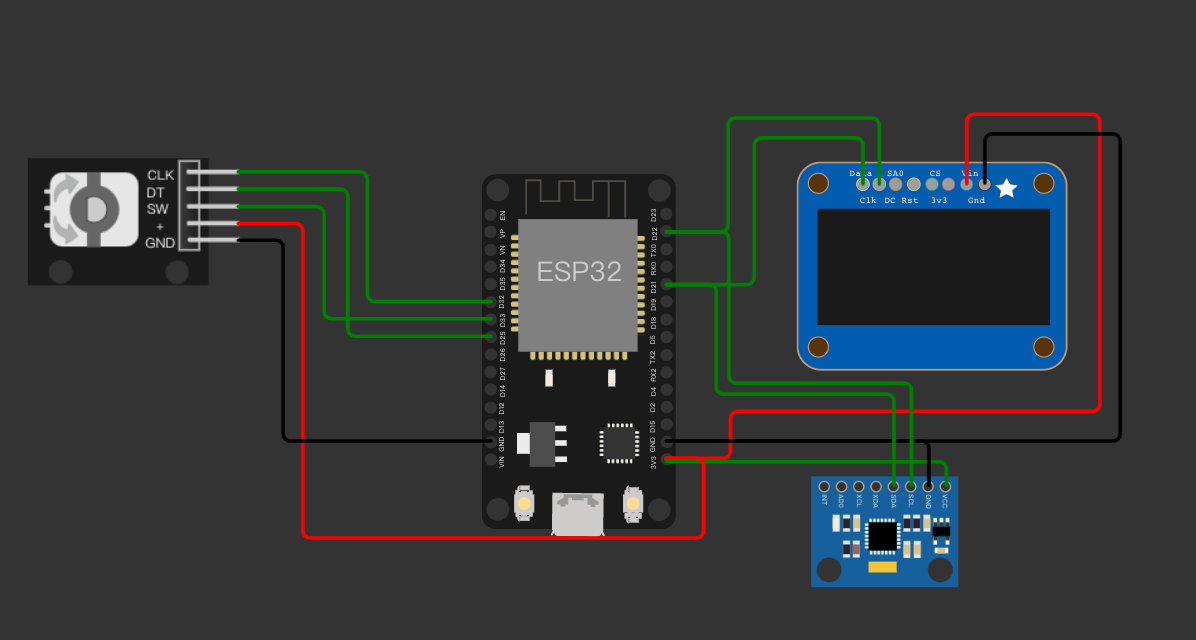 CLK
DT
SW
+
GND
ESP32
EN
VP
VN
D34
D35
D32
D33
D25
D26
D27
D14
D12
D13
GND
VIN
D23
D22
TX0
RX0
D21
D19
D18
D5
TX2
RX2
D4
D2
D15
GND
3V3
Data SA0 CS Vin
Clk DC Rst 3v3 Gnd
INT AD0 XCL XDA SDA SCL GND VCC